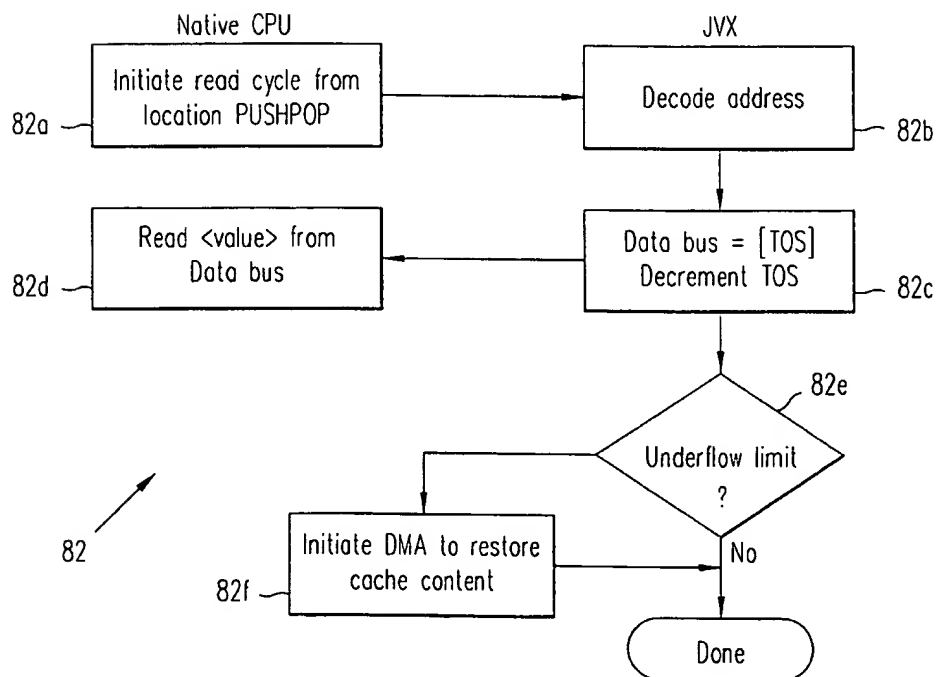 Native CPU
JVX
Initiate read cycle from
location PUSHPOP
82a
Decode address
82b
Read <value> from
Data bus
82d
Data bus = [TOS]
Decrement TOS
82c
82e
Underflow limit
?
82
Initiate DMA to restore
cache content
82f
No
Done